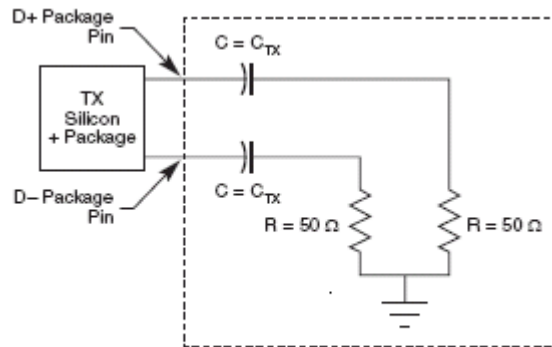 D+ Package
Pin
C = C_TX
TX
Silicon
+ Package
D− Package
Pin
C = C_TX
R = 50 Ω
R = 50 Ω